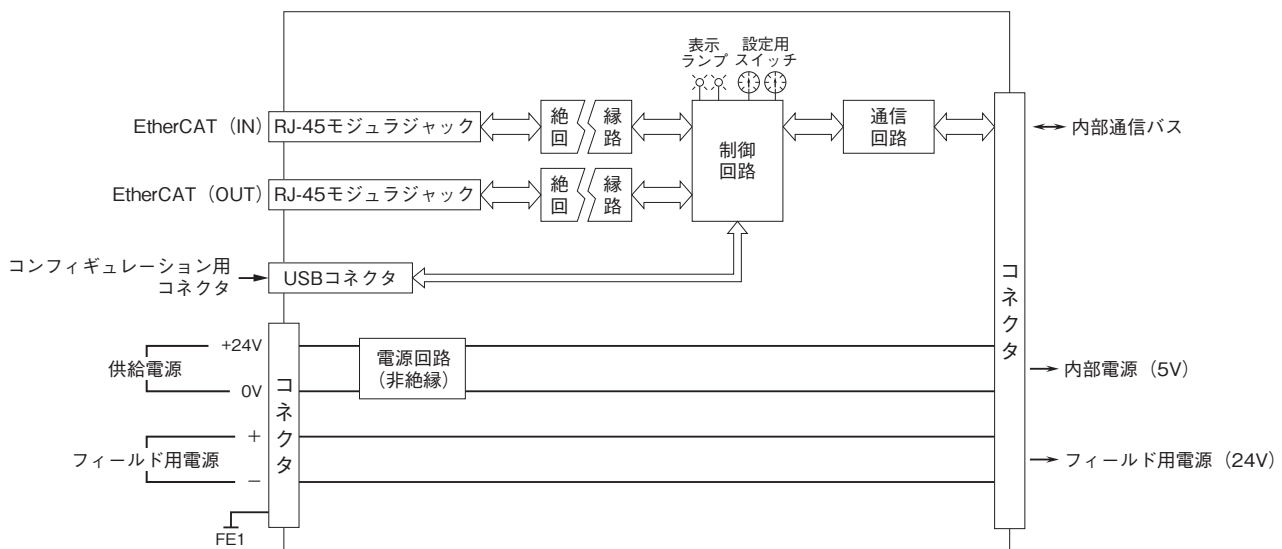 表示
ランプ
設定用
スイッチ
EtherCAT（IN）
RJ-45モジュラジャック
絶 縁
回 路
制御
回路
通信
回路
内部通信バス
EtherCAT（OUT）
RJ-45モジュラジャック
絶 縁
回 路
コンフィギュレーション用
コネクタ
USBコネクタ
コネクタ
供給電源
+24V
0V
コネクタ
電源回路
（非絶縁）
内部電源（5V）
フィールド用電源
＋
－
フィールド用電源（24V）
FE1